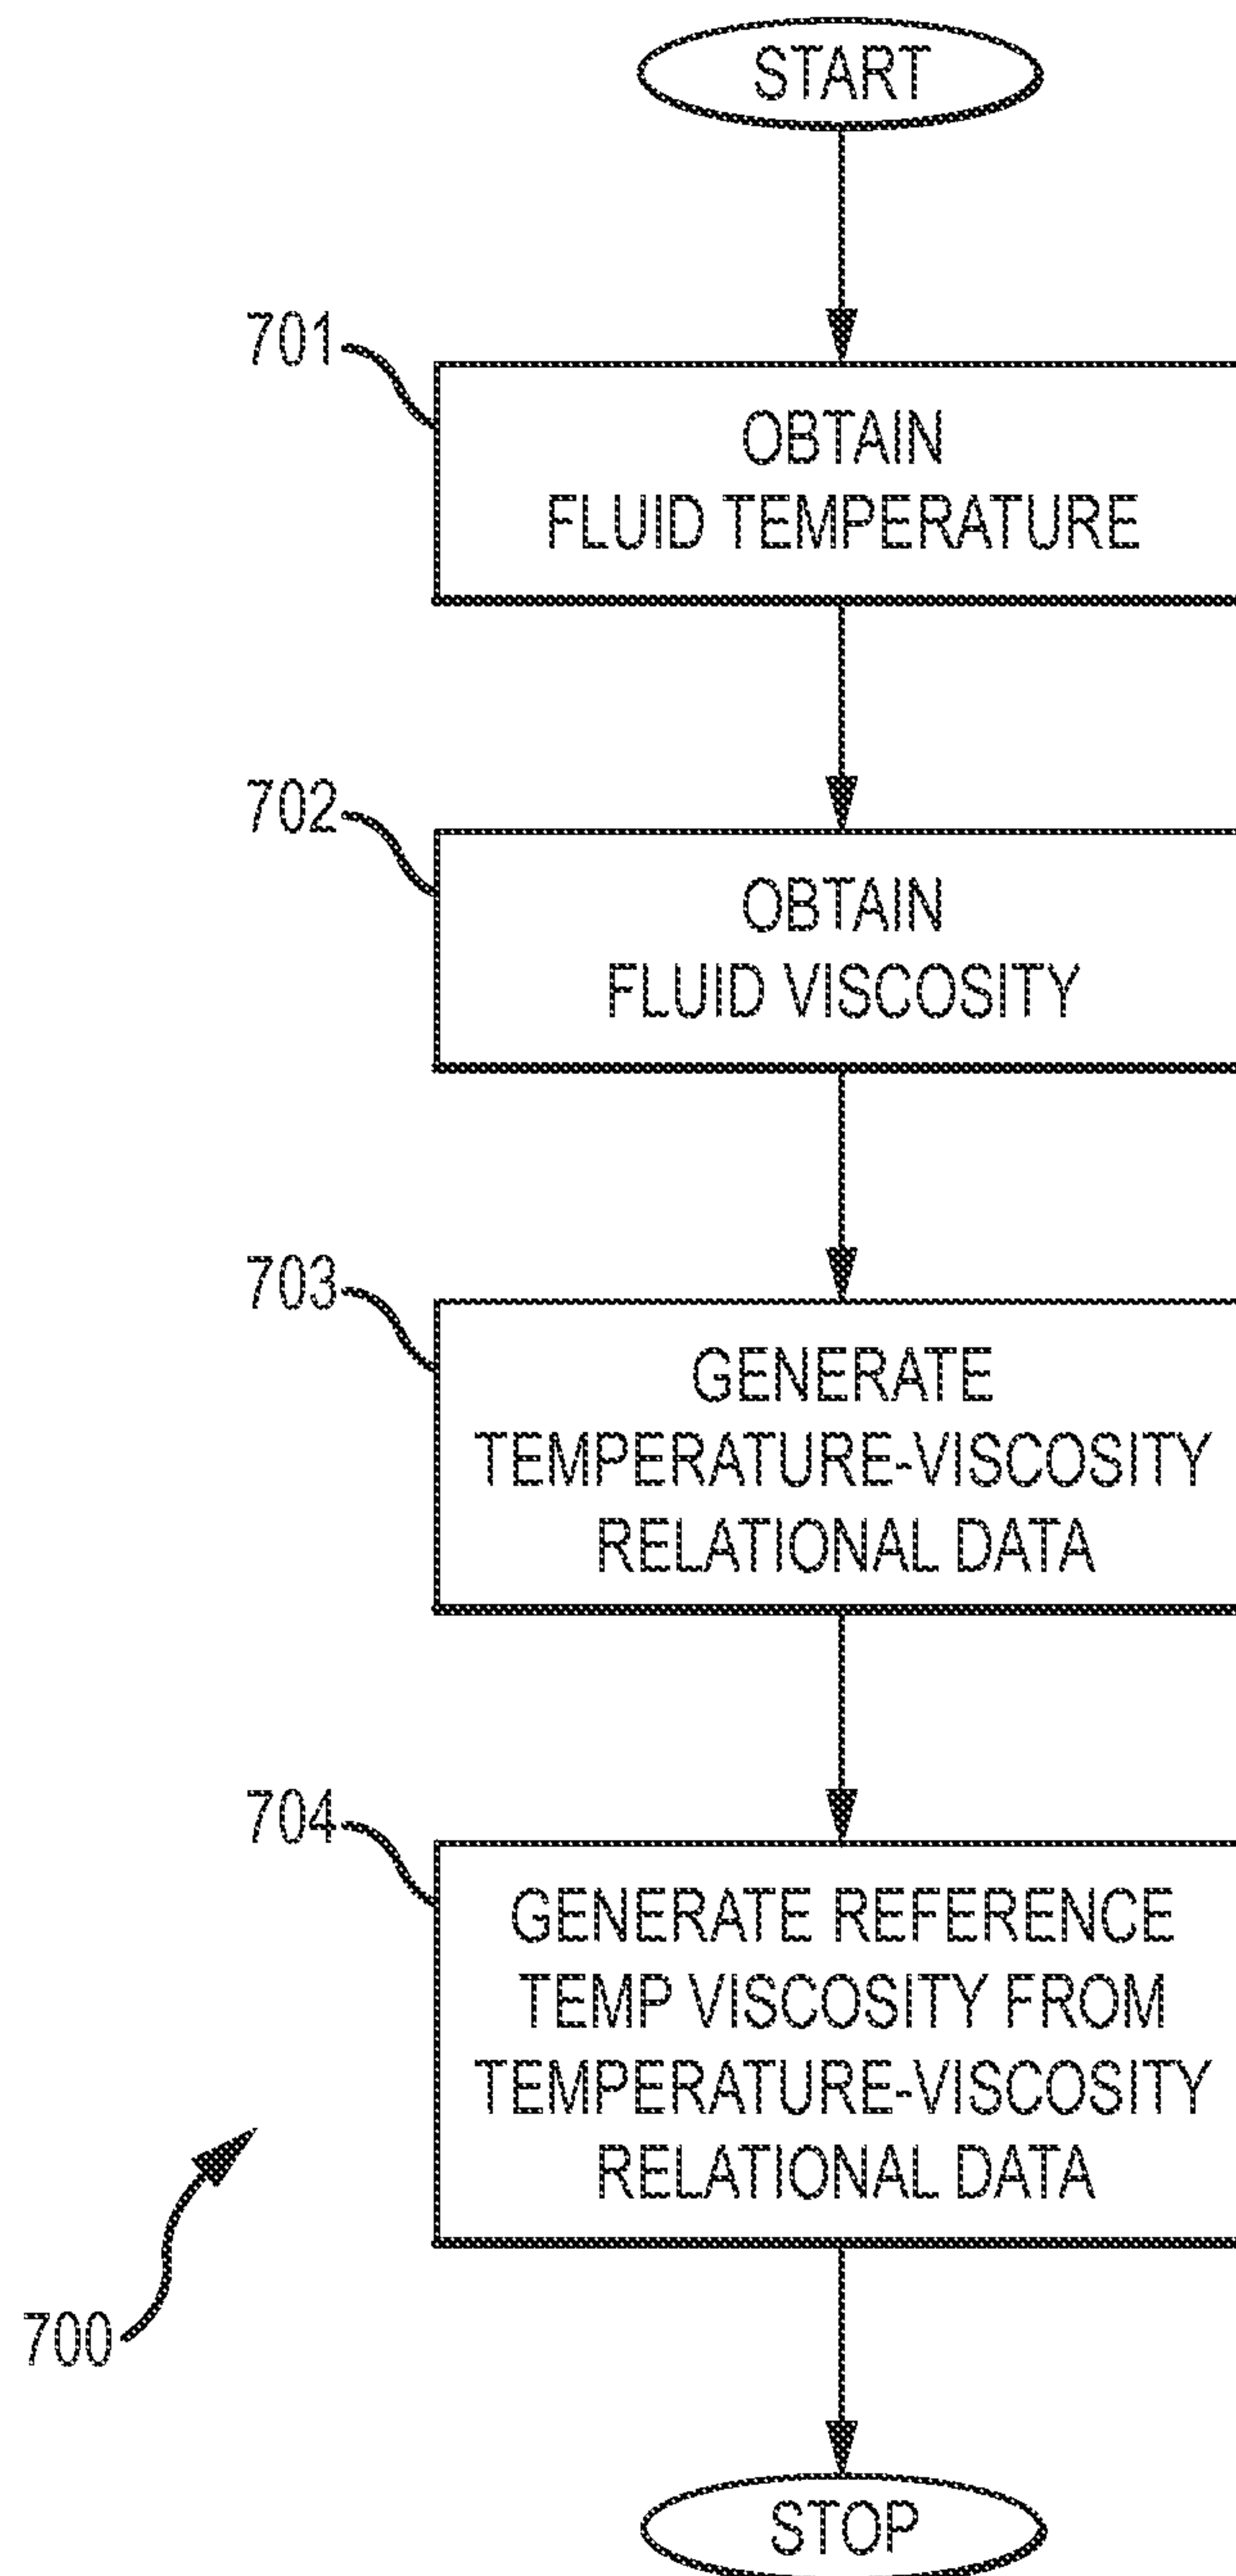 START
701
OBTAIN
FLUID TEMPERATURE
702
OBTAIN
FLUID VISCOSITY
703
GENERATE
TEMPERATURE-VISCOSITY
RELATIONAL DATA
704
GENERATE REFERENCE
TEMP VISCOSITY FROM
TEMPERATURE-VISCOSITY
RELATIONAL DATA
700
STOP